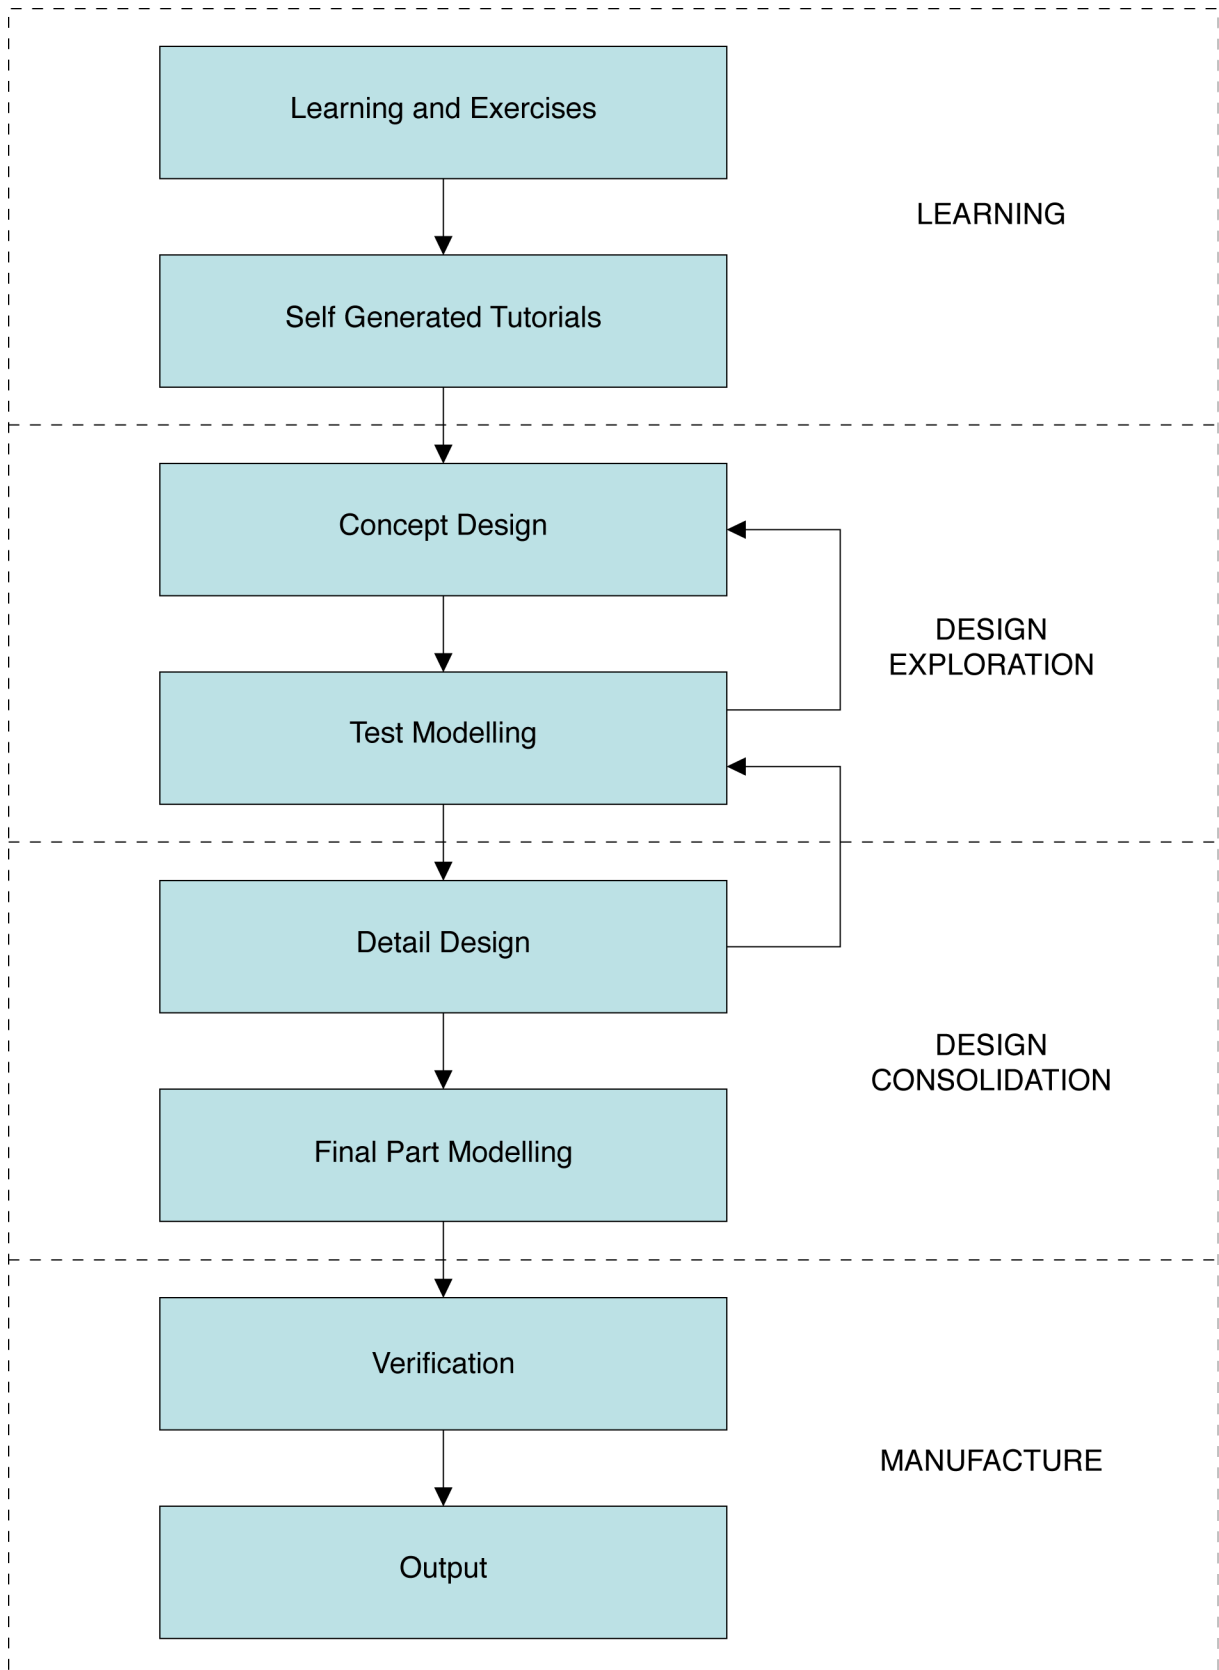 Learning and Exercises
LEARNING
Self Generated Tutorials
Concept Design
DESIGN
EXPLORATION
Test Modelling
Detail Design
DESIGN
CONSOLIDATION
Final Part Modelling
Verification
MANUFACTURE
Output